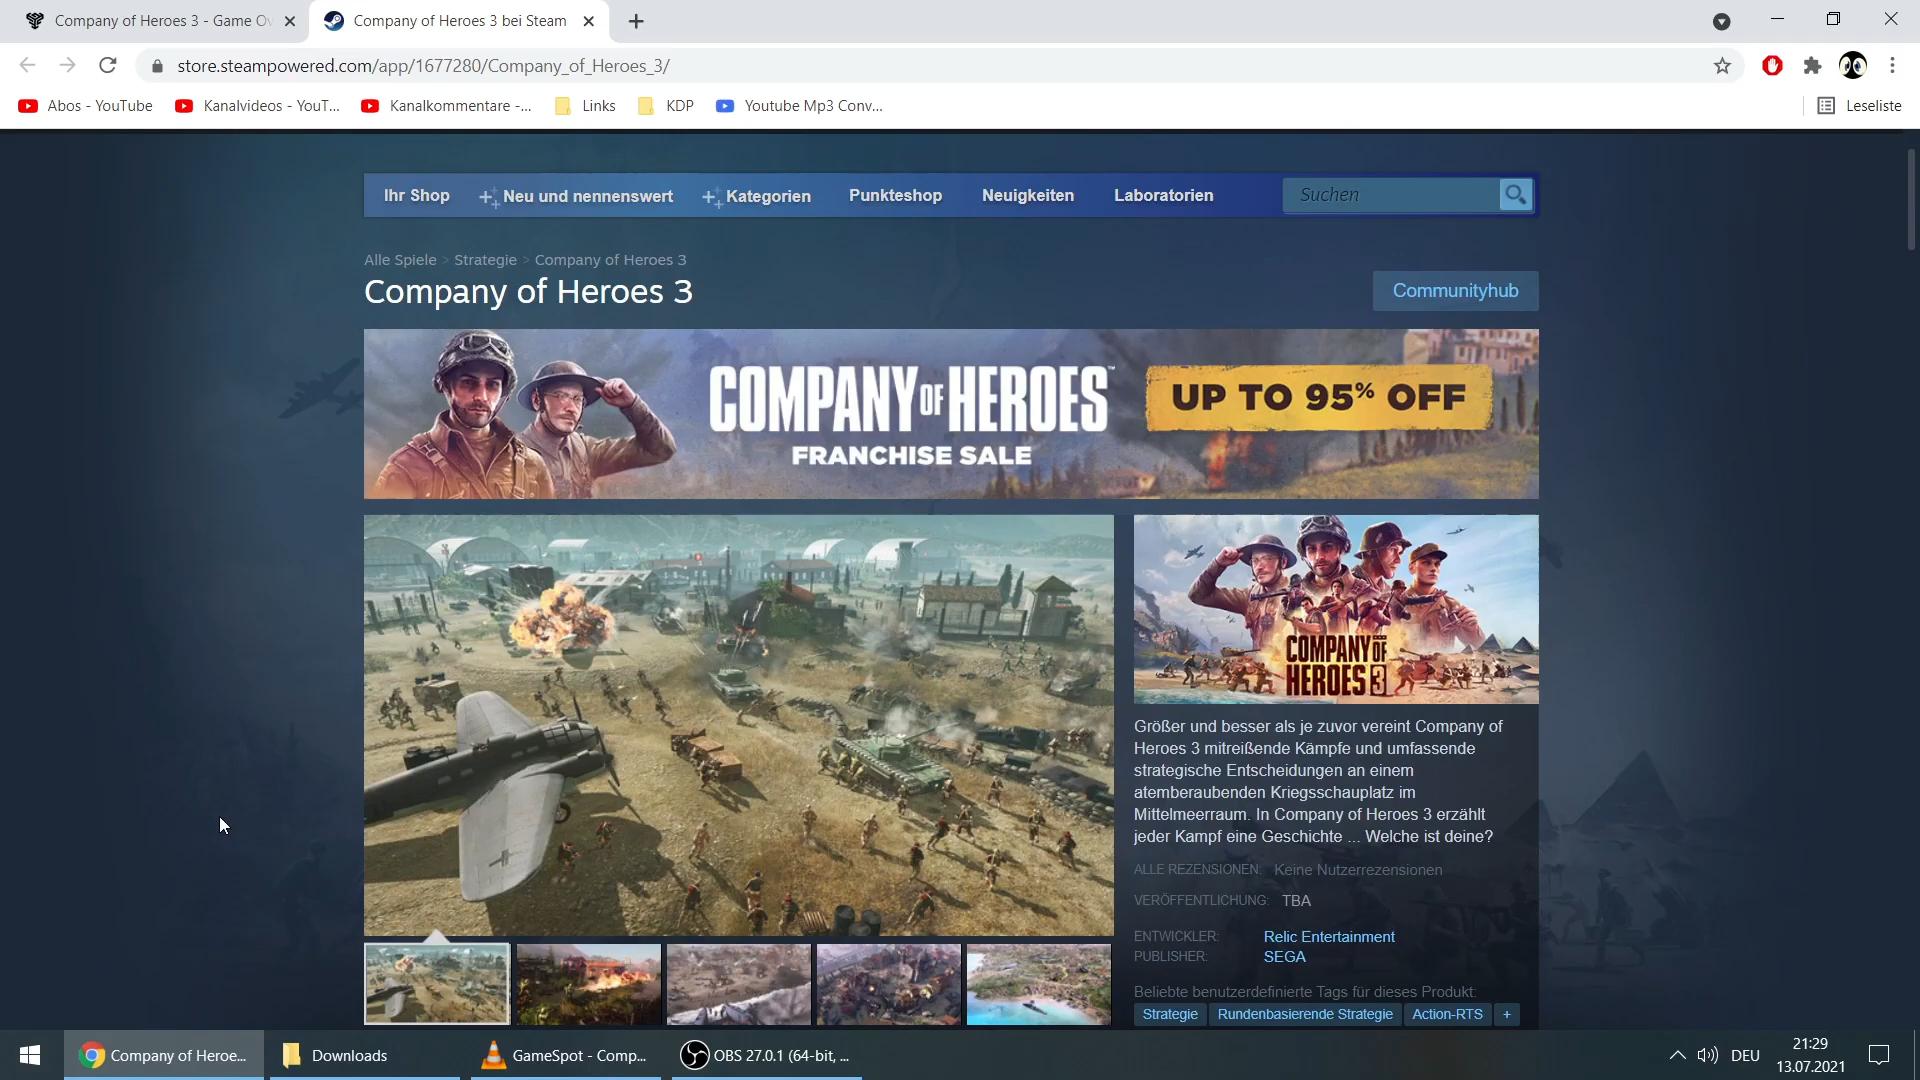 Company of Heroes 3 - Game Ov
Company of Heroes 3 bei Steam
store.steampowered.com/app/1677280/Company_of_Heroes_3/
Abos - YouTube
Kanalvideos - YouT...
Kanalkommentare -...
Links
KDP
Youtube Mp3 Conv...
Leseliste
Ihr Shop
Neu und nennenswert
Kategorien
Punkteshop
Neuigkeiten
Laboratorien
Suchen
Alle Spiele > Strategie > Company of Heroes 3
Company of Heroes 3
Communityhub
COMPANY OF HEROES™
FRANCHISE SALE
UP TO 95% OFF
COMPANY OF
HEROES 3
Größer und besser als je zuvor vereint Company of
Heroes 3 mitreißende Kämpfe und umfassende
strategische Entscheidungen an einem
atemberaubenden Kriegsschauplatz im
Mittelmeerraum. In Company of Heroes 3 erzählt
jeder Kampf eine Geschichte ... Welche ist deine?
ALLE REZENSIONEN: Keine Nutzerrezensionen
VERÖFFENTLICHUNG: TBA
ENTWICKLER: Relic Entertainment
PUBLISHER: SEGA
Beliebte benutzerdefinierte Tags für dieses Produkt:
Strategie
Rundenbasierende Strategie
Action-RTS
+
Company of Heroe...
Downloads
GameSpot - Comp...
OBS 27.0.1 (64-bit, ...
DEU
21:29
13.07.2021